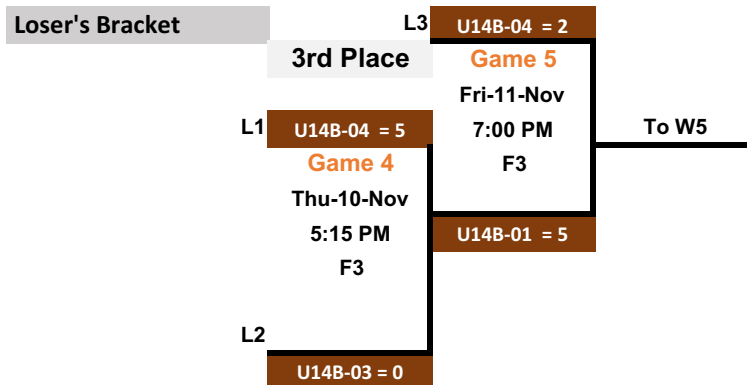 Loser's Bracket
L3
U14B-04 = 2
3rd Place
Game 5
Fri-11-Nov
7:00 PM
F3
To W5
L1
U14B-04 = 5
Game 4
Thu-10-Nov
5:15 PM
F3
U14B-01 = 5
L2
U14B-03 = 0